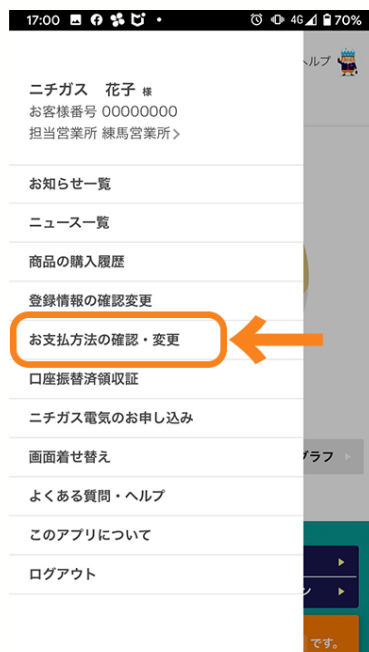 17:00 4G 70%
ヘルプ
ニチガス 花子 様
お客様番号 00000000
担当営業所 練馬営業所>
お知らせ一覧
ニュース一覧
商品の購入履歴
登録情報の確認変更
お支払方法の確認・変更
口座振替済領収証
ニチガス電気のお申し込み
画面着せ替え
グラフ
よくある質問・ヘルプ
このアプリについて
ログアウト
ン
です。